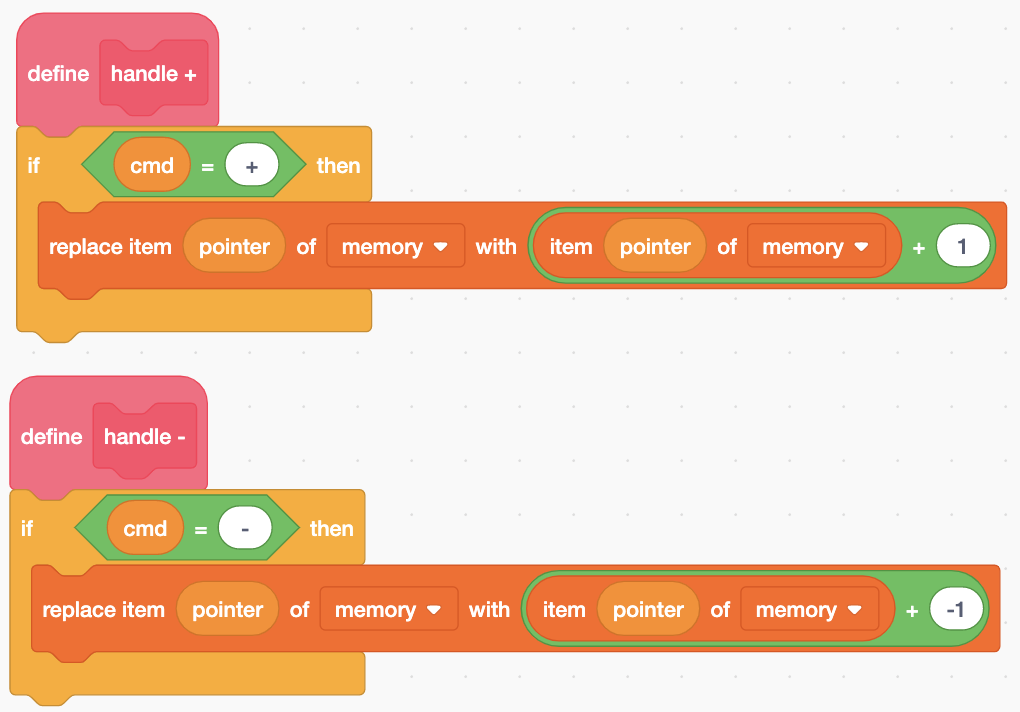 define handle +
if cmd = + then
replace item pointer of memory with item pointer of memory + 1
define handle -
if cmd = - then
replace item pointer of memory with item pointer of memory + -1